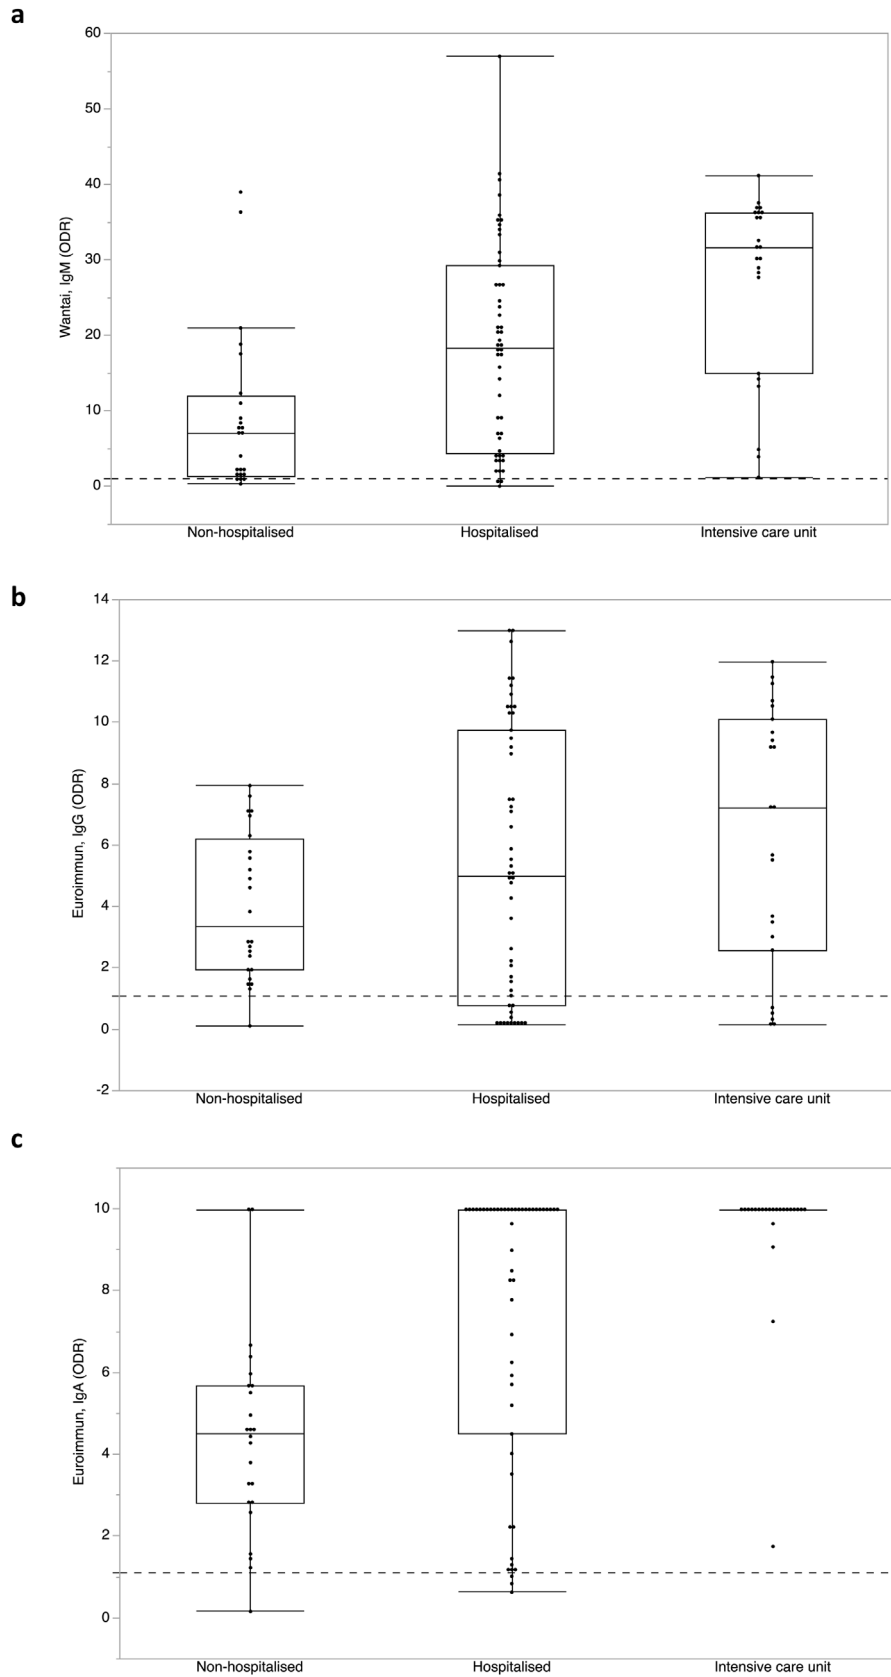 a
60
50
40
30
20
10
0
Wantai, IgM (ODR)
Non-hospitalised Hospitalised Intensive care unit
b
14
12
10
8
6
4
2
0
-2
Euroimmun, IgG (ODR)
Non-hospitalised Hospitalised Intensive care unit
c
10
8
6
4
2
0
Euroimmun, IgA (ODR)
Non-hospitalised Hospitalised Intensive care unit